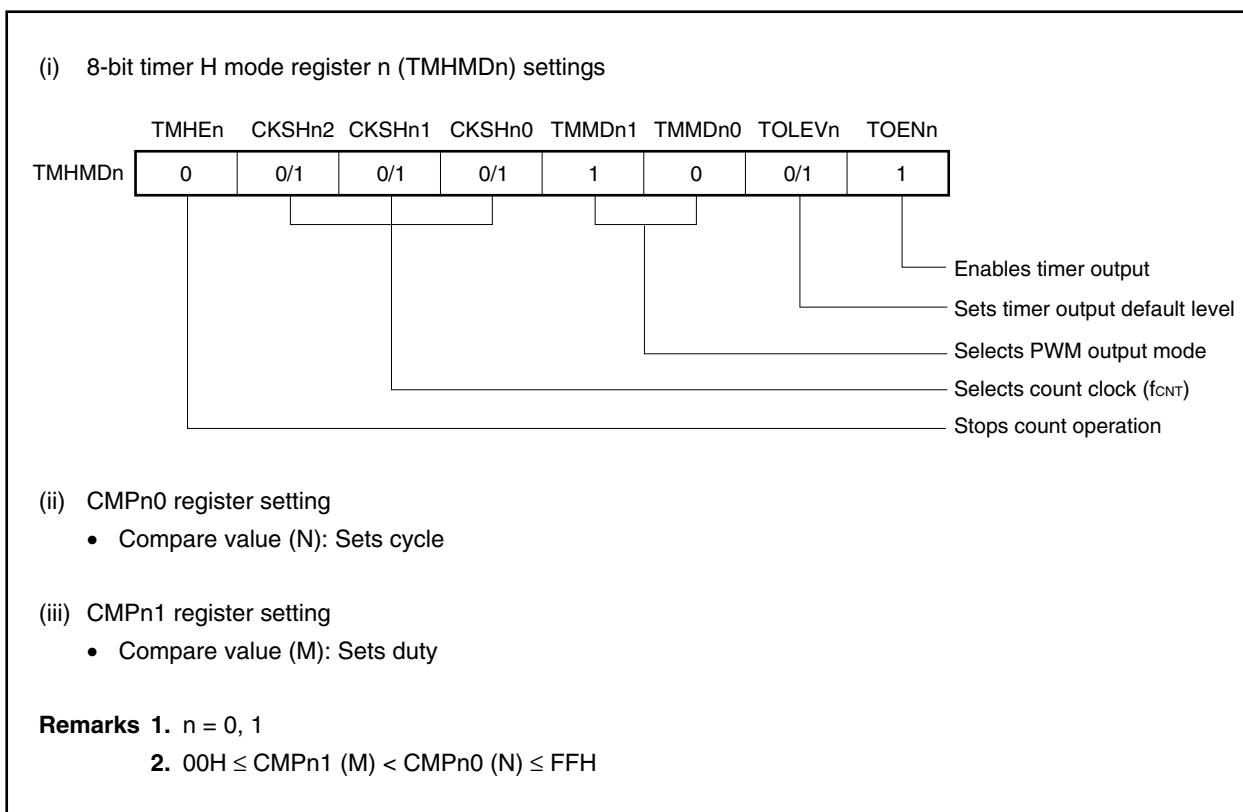 (i) 8-bit timer H mode register n (TMHMDn) settings
TMHEn CKSHn2 CKSHn1 CKSHn0 TMMDn1 TMMDn0 TOLEVn TOENn
TMHMDn 0 0/1 0/1 0/1 1 0 0/1 1
Enables timer output
Sets timer output default level
Selects PWM output mode
Selects count clock (fCNT)
Stops count operation
(ii) CMPn0 register setting
• Compare value (N): Sets cycle
(iii) CMPn1 register setting
• Compare value (M): Sets duty
Remarks 1. n = 0, 1
2. 00H ≤ CMPn1 (M) < CMPn0 (N) ≤ FFH